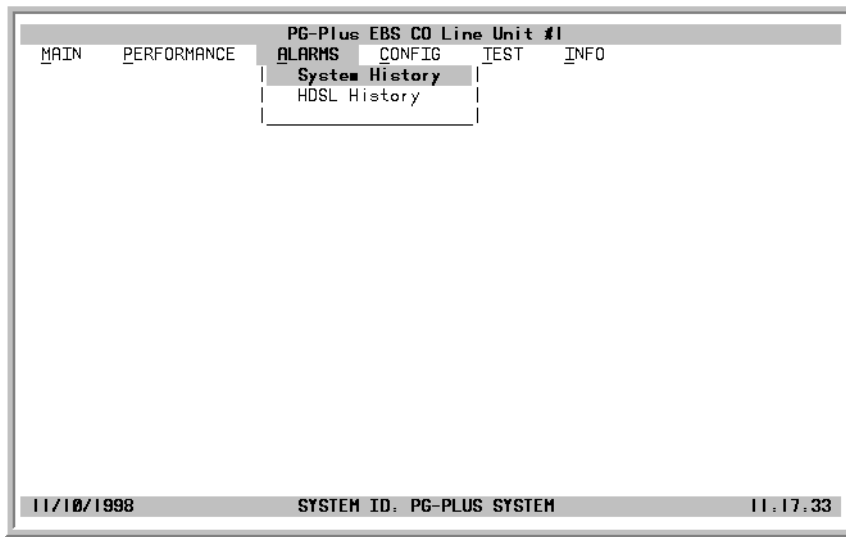 PG-Plus EBS CO Line Unit #1
MAIN PERFORMANCE ALARMS CONFIG TEST INFO
System History
HDSL History
11/10/1998 SYSTEM ID: PG-PLUS SYSTEM 11:17:33